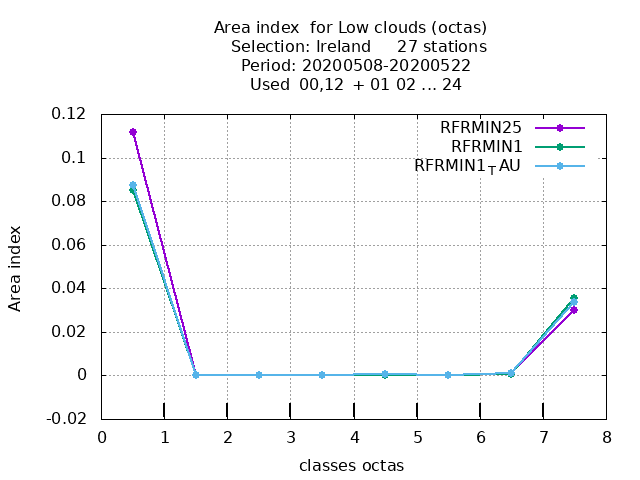 Area index  for Low clouds (octas)
Selection: Ireland     27 stations
Period: 20200508-20200522
Used  00,12  + 01 02 ... 24
0.12
0.1
0.08
0.06
0.04
0.02
0
-0.02
Area index
RFRMIN25
RFRMIN1
RFRMIN1TAU
0 1 2 3 4 5 6 7 8
classes octas